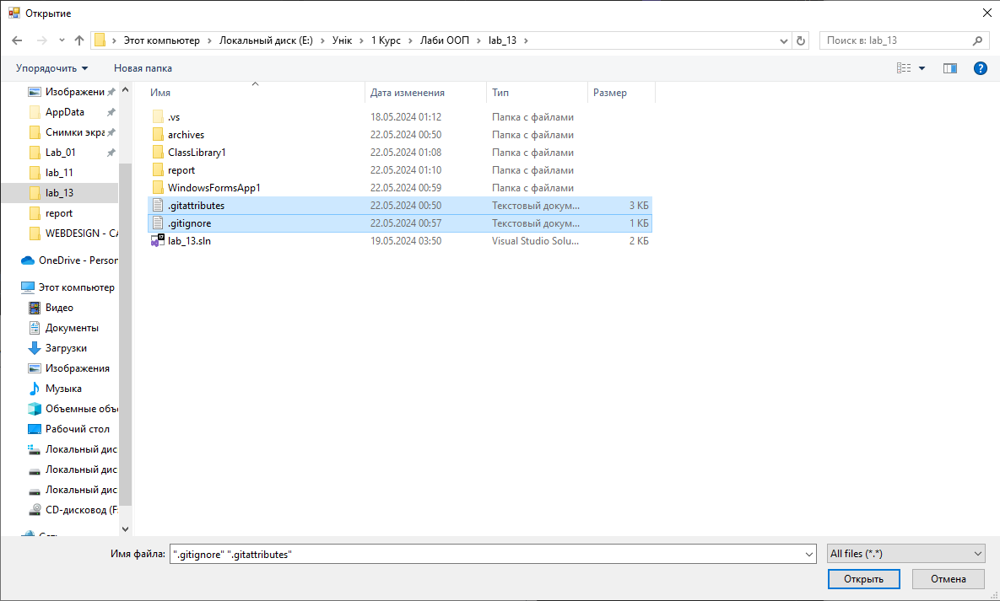 Открытие
Этот компьютер > Локальный диск (E:) > Унік > 1 Курс > Лаби ООП > lab_13 >
Поиск в: lab_13
Упорядочить
Новая папка
Изображени
AppData
Снимки экра
Lab_01
lab_11
lab_13
report
WEBDESIGN - CA
OneDrive - Person
Этот компьютер
Видео
Документы
Загрузки
Изображения
Музыка
Объемные объ
Рабочий стол
Локальный дис
Локальный дис
Локальный дис
CD-дисковод (F:
Сеть
Имя Дата изменения Тип Размер
.vs 18.05.2024 01:12 Папка с файлами
archives 22.05.2024 00:50 Папка с файлами
ClassLibrary1 22.05.2024 01:08 Папка с файлами
report 22.05.2024 01:10 Папка с файлами
WindowsFormsApp1 22.05.2024 00:59 Папка с файлами
.gitattributes 22.05.2024 00:50 Текстовый докум... 3 КБ
.gitignore 22.05.2024 00:57 Текстовый докум... 1 КБ
lab_13.sln 19.05.2024 03:50 Visual Studio Solu... 2 КБ
Имя файла: ".gitignore" ".gitattributes"
All files (*.*)
Открыть
Отмена